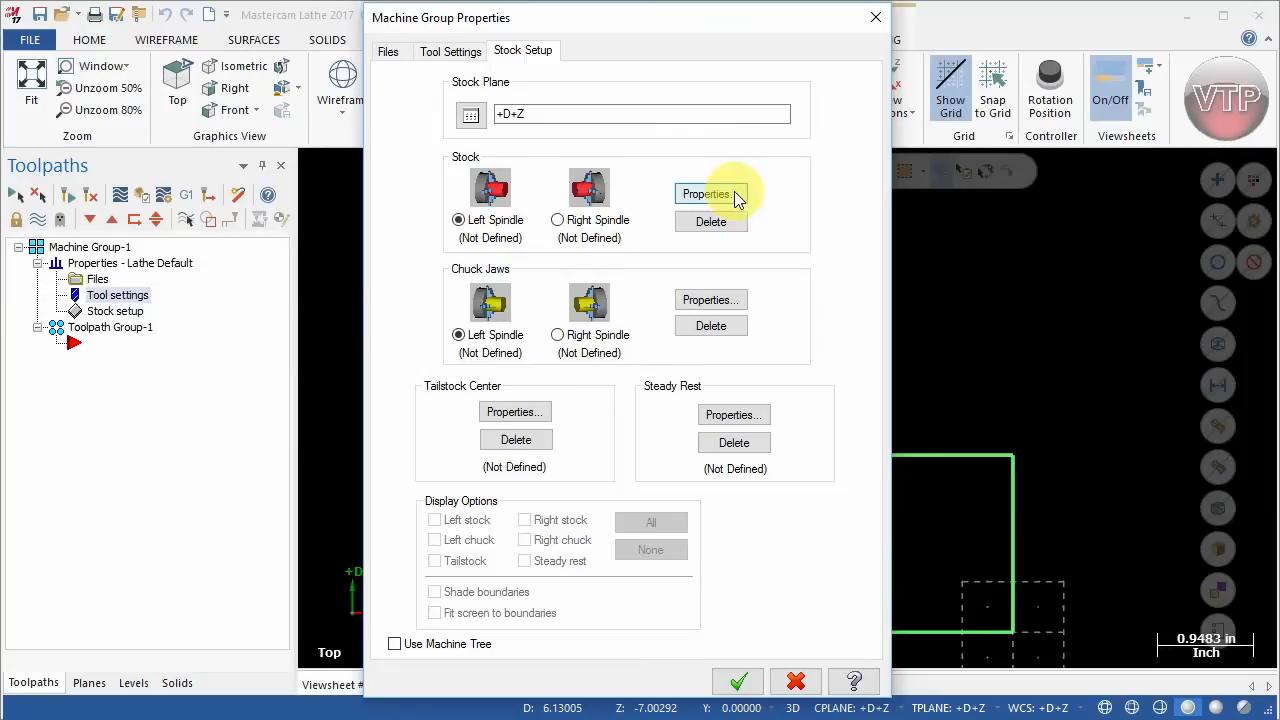 17
Mastercam Lathe 2017
Machine Group Properties
FILE
HOME
WIREFRAME
SURFACES
SOLIDS
Files
Tool Settings
Stock Setup
Fit
Window
Unzoom 50%
Unzoom 80%
Zoom
Top
Isometric
Right
Front
Graphics View
Wirefram
Show Grid
Snap to Grid
Grid
Rotation Position
Controller
On/Off
Viewsheets
VTP
Stock Plane
+D+Z
Toolpaths
G1
Machine Group-1
Properties - Lathe Default
Files
Tool settings
Stock setup
Toolpath Group-1
Stock
Left Spindle
(Not Defined)
Right Spindle
(Not Defined)
Properties...
Delete
Chuck Jaws
Left Spindle
(Not Defined)
Right Spindle
(Not Defined)
Properties...
Delete
Tailstock Center
Properties...
Delete
(Not Defined)
Steady Rest
Properties...
Delete
(Not Defined)
Display Options
Left stock
Right stock
All
Left chuck
Right chuck
None
Tailstock
Steady rest
Shade boundaries
Fit screen to boundaries
Use Machine Tree
+D
Top
0.9483 in
Inch
Toolpaths
Planes
Levels
Solids
Viewsheet #
D: 6.13005
Z: -7.00292
Y: 0.00000
3D
CPLANE: +D+Z
TPLANE: +D+Z
WCS: +D+Z